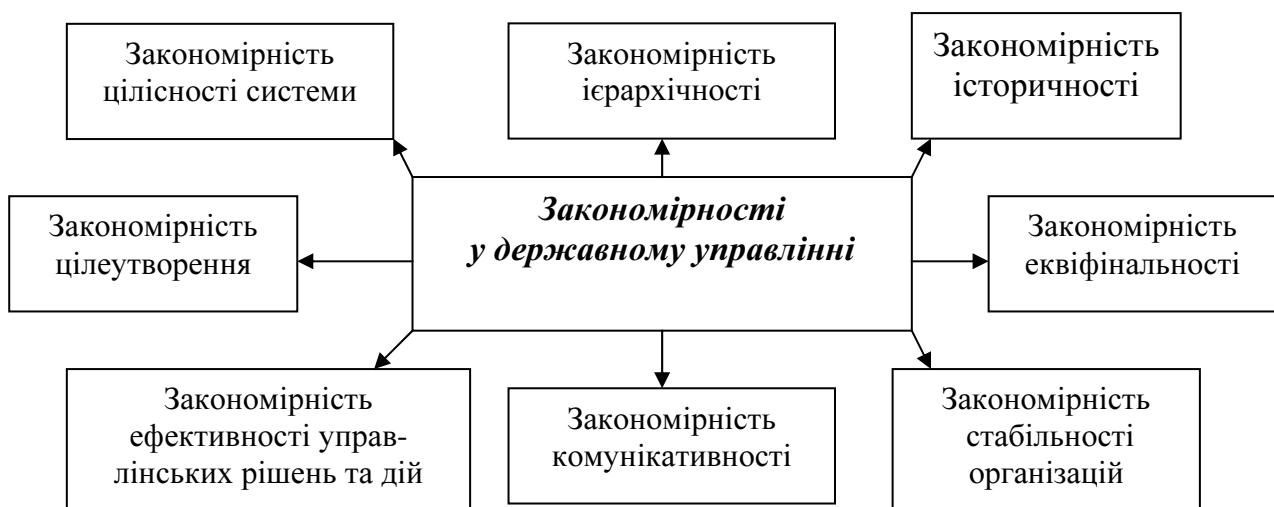 Закономірність
цілісності системи
Закономірність
ієрархічності
Закономірність
історичності
Закономірності
у державному управлінні
Закономірність
цілеутворення
Закономірність
еквіфінальності
Закономірність
ефективності управ-
лінських рішень та дій
Закономірність
комунікативності
Закономірність
стабільності
організацій